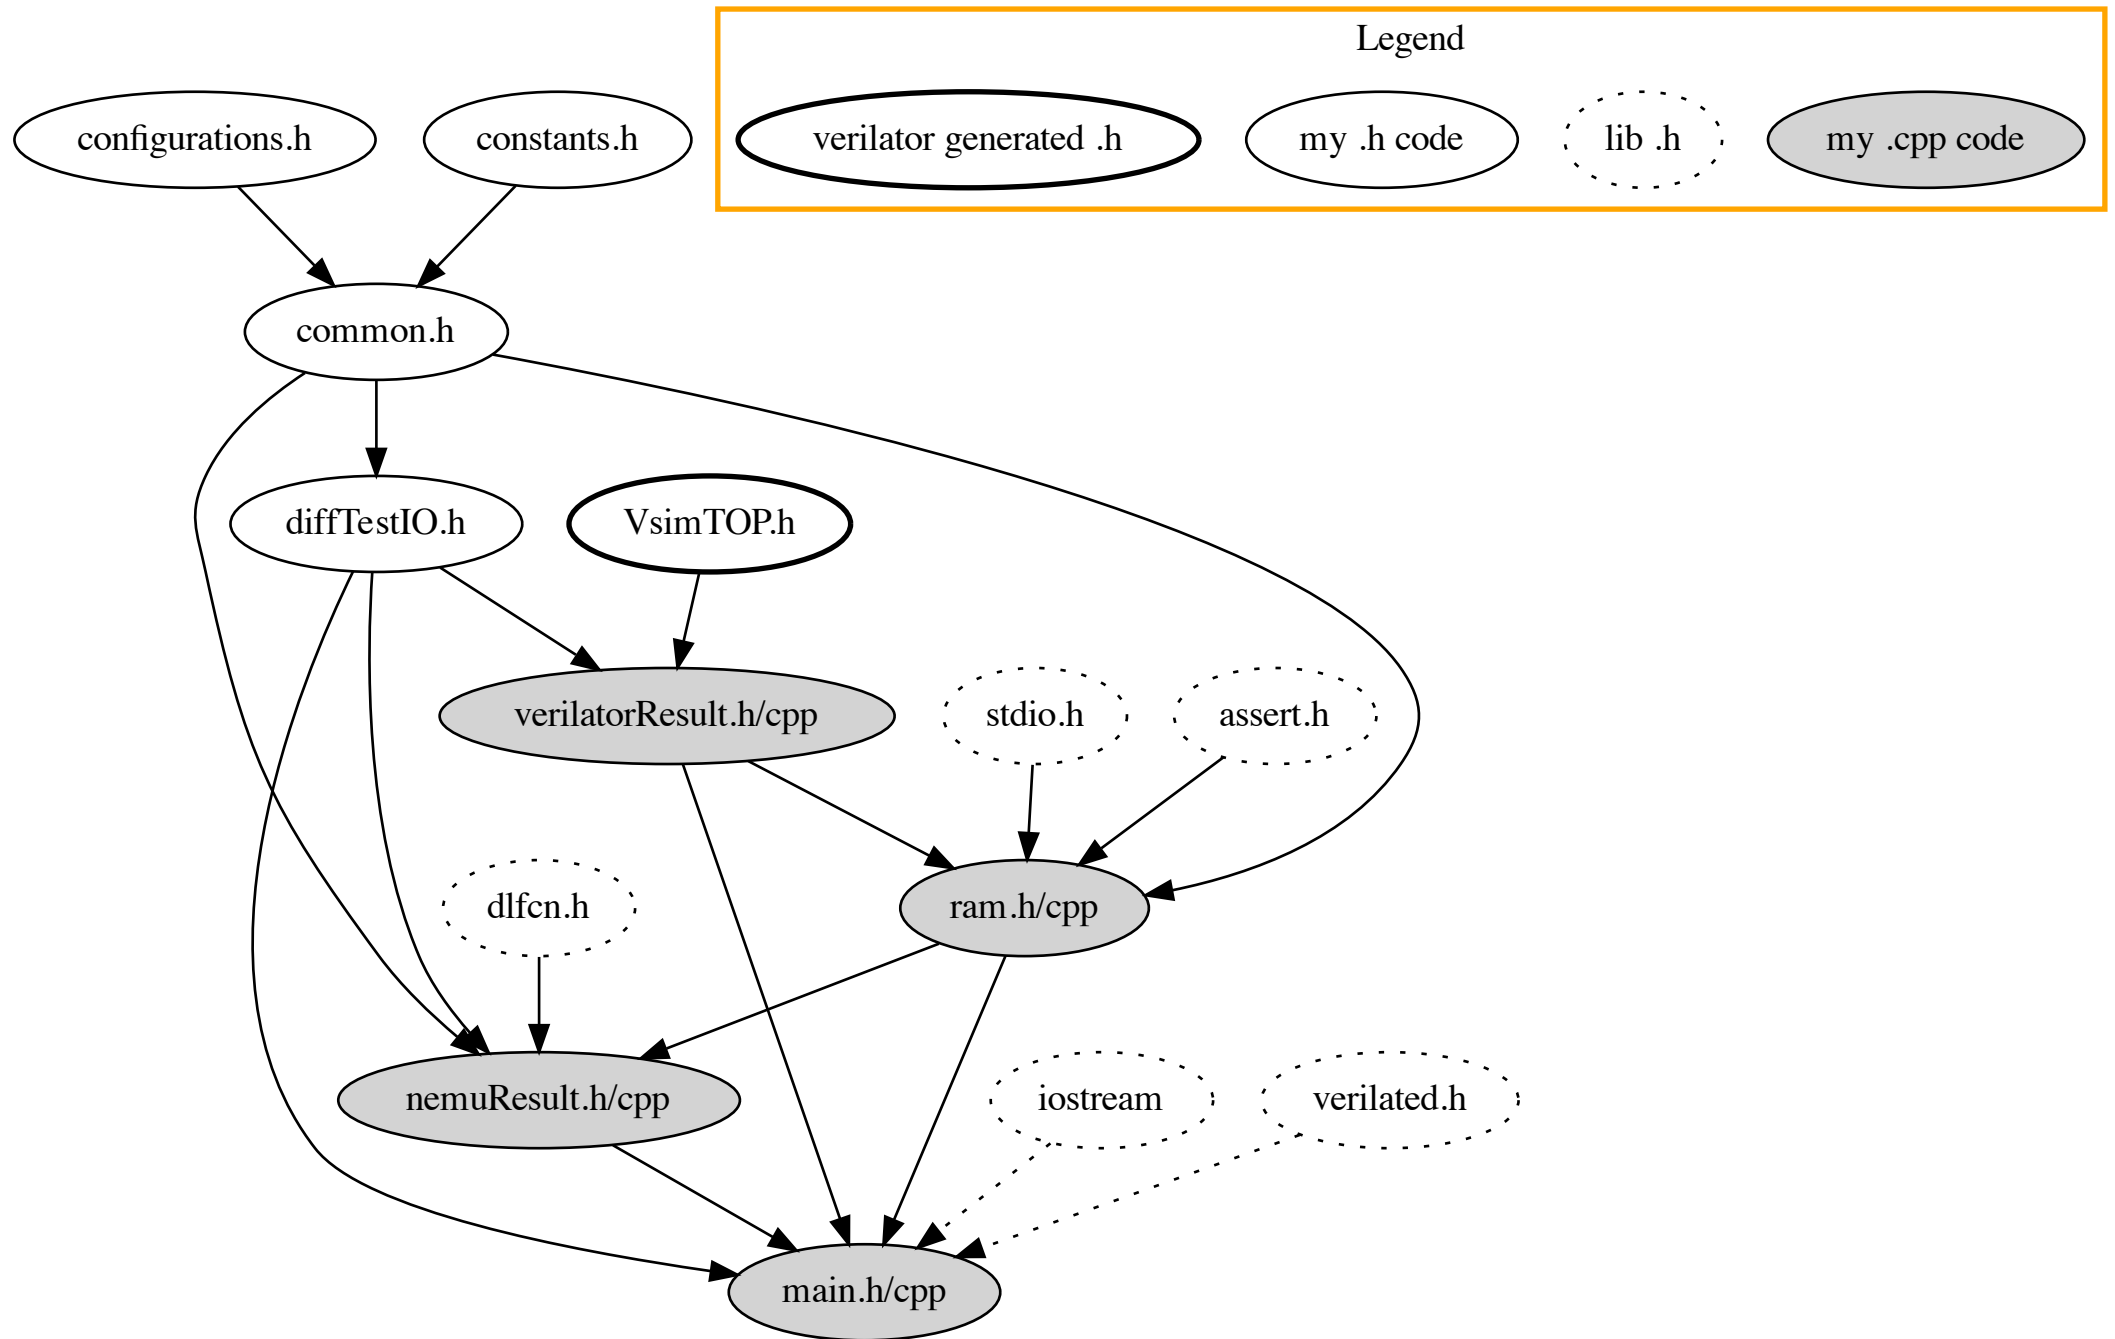 Legend
configurations.h
constants.h
verilator generated .h
my .h code
lib .h
my .cpp code
common.h
diffTestIO.h
VsimTOP.h
verilatorResult.h/cpp
stdio.h
assert.h
dlfcn.h
ram.h/cpp
nemuResult.h/cpp
iostream
verilated.h
main.h/cpp